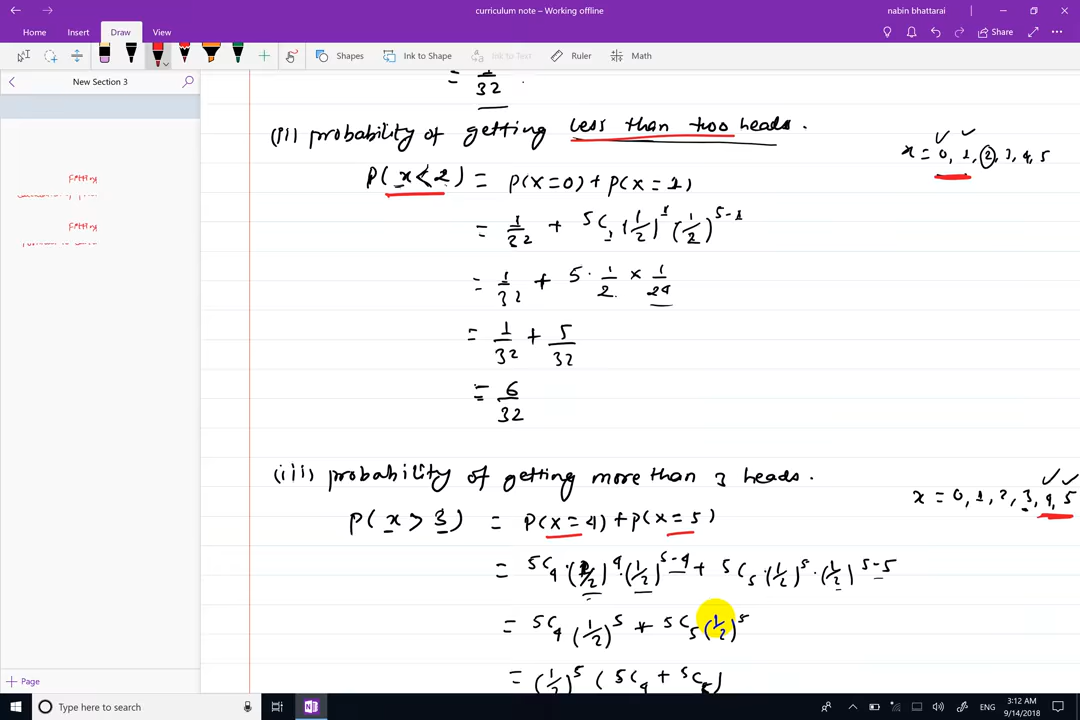 curriculum note – Working offline
nabin bhattarai
Home Insert Draw View
Share
Shapes Ink to Shape Ink to Text Ruler Math
New Section 3
= 1/32 .
(ii) probability of getting less than two heads.
x = 0, 1, 2, 3, 4, 5
P( x < 2 ) = P(X=0) + P(X=1)
= 1/32 + 5C1 (1/2)^1 (1/2)^5-1
= 1/32 + 5 · 1/2 × 1/24
= 1/32 + 5/32
= 6/32
(iii) probability of getting more than 3 heads.
x = 0, 1, 2, 3, 4, 5
P( x > 3 ) = P(X=4) + P(X=5)
= 5C4 · (1/2)^4 · (1/2)^5-4 + 5C5 · (1/2)^5 · (1/2)^5-5
= 5C4 (1/2)^5 + 5C5 (1/2)^5
= (1/2)^5 ( 5C4 + 5C5 )
+ Page
Type here to search
ENG
3:12 AM
9/14/2018